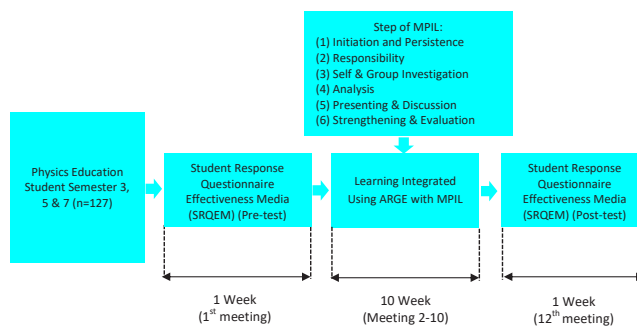 Step of MPIL:
(1) Initiation and Persistence
(2) Responsibility
(3) Self & Group Investigation
(4) Analysis
(5) Presenting & Discussion
(6) Strengthening & Evaluation
Physics Education
Student Semester 3,
5 & 7 (n=127)
Student Response
Questionnaire
Effectiveness Media
(SRQEM) (Pre-test)
Learning Integrated
Using ARGE with MPIL
Student Response
Questionnaire
Effectiveness Media
(SRQEM) (Post-test)
1 Week
(1st meeting)
10 Week
(Meeting 2-10)
1 Week
(12th meeting)